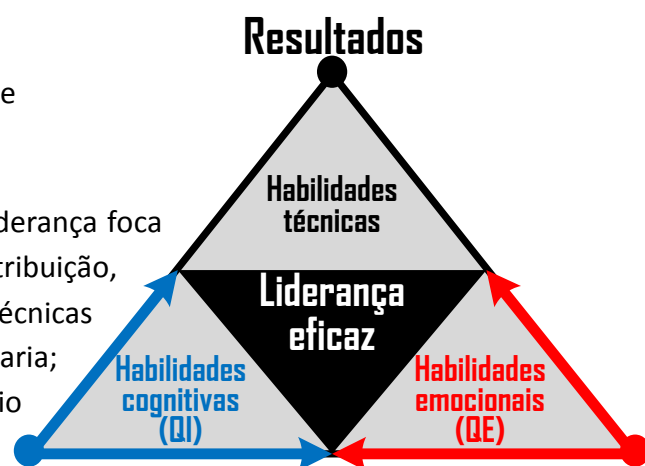 Resultados
e
derança foca
tribuição,
écnicas
aria;
io
Habilidades
técnicas
Liderança
eficaz
Habilidades
cognitivas
(QI)
Habilidades
emocionais
(QE)